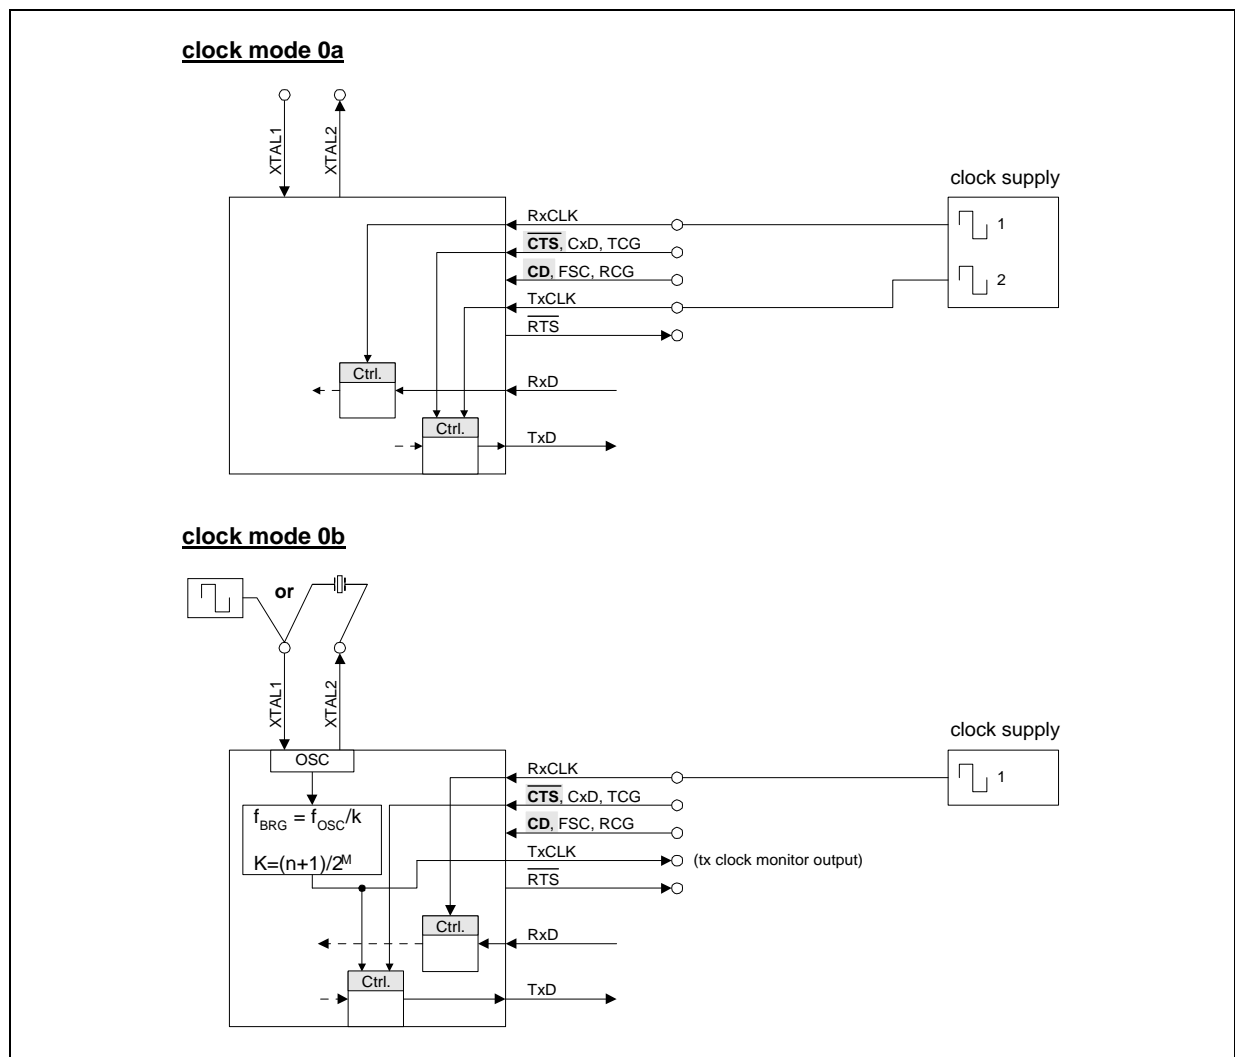 clock mode 0a
XTAL1
XTAL2
clock supply
RxCLK
1
CTS, CxD, TCG
CD, FSC, RCG
2
TxCLK
RTS
Ctrl.
RxD
Ctrl.
TxD
clock mode 0b
or
XTAL1
XTAL2
clock supply
OSC
RxCLK
1
CTS, CxD, TCG
fBRG = fOSC/k
CD, FSC, RCG
TxCLK
(tx clock monitor output)
K=(n+1)/2M
RTS
Ctrl.
RxD
Ctrl.
TxD